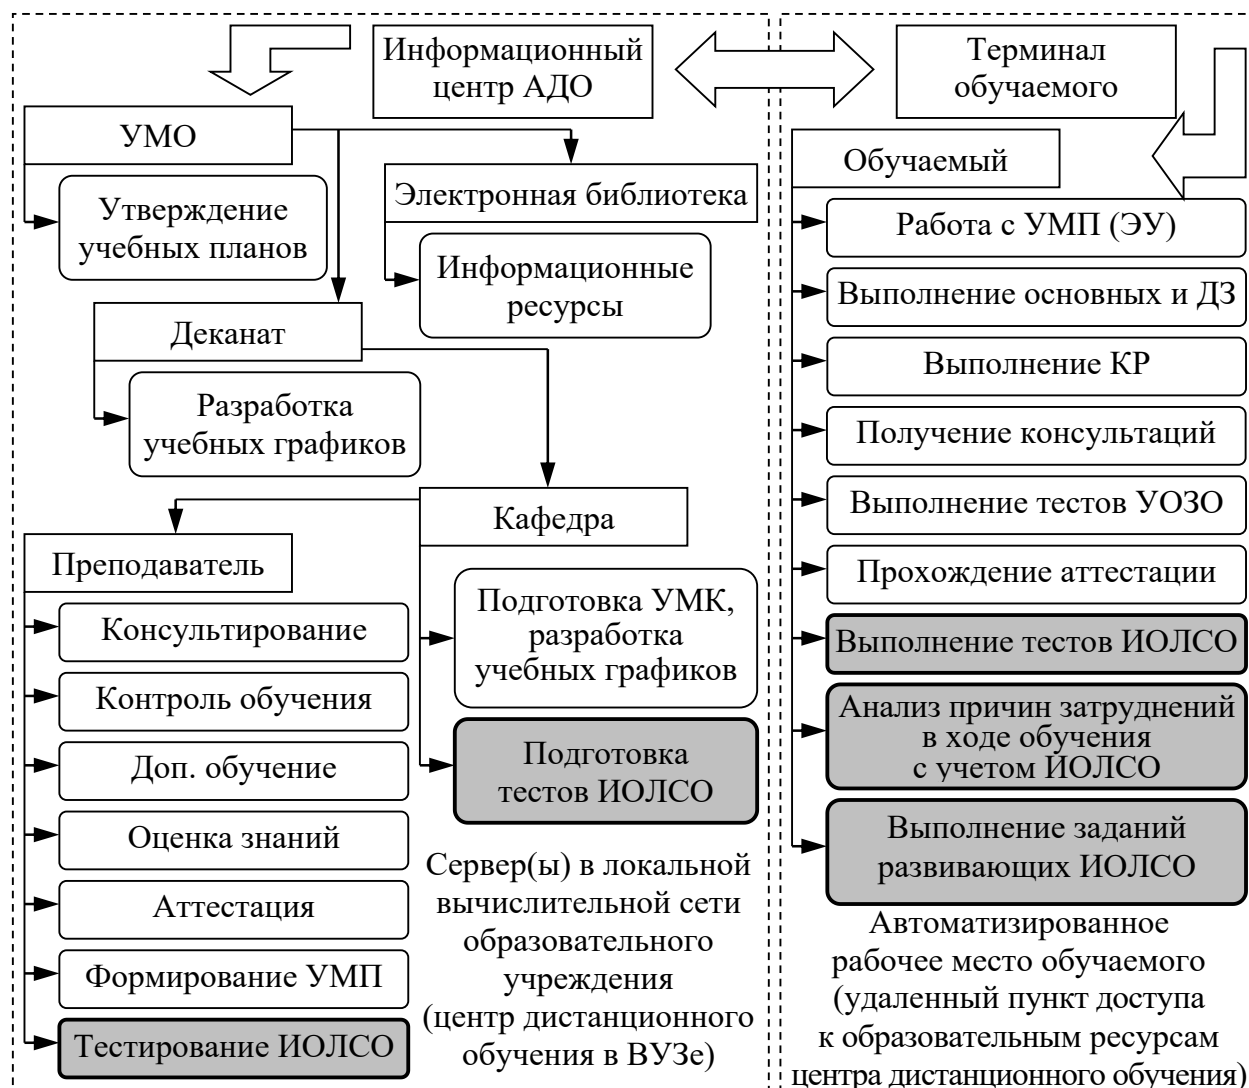 Информационный
центр АДО
УМО
Утверждение
учебных планов
Электронная библиотека
Информационные
ресурсы
Деканат
Разработка
учебных графиков
Кафедра
Преподаватель
Консультирование
Контроль обучения
Доп. обучение
Оценка знаний
Аттестация
Формирование УМП
Тестирование ИОЛСО
Подготовка УМК,
разработка
учебных графиков
Подготовка
тестов ИОЛСО
Сервер(ы) в локальной
вычислительной сети
образовательного
учреждения
(центр дистанционного
обучения в ВУЗе)
Терминал
обучаемого
Обучаемый
Работа с УМП (ЭУ)
Выполнение основных и ДЗ
Выполнение КР
Получение консультаций
Выполнение тестов УОЗО
Прохождение аттестации
Выполнение тестов ИОЛСО
Анализ причин затруднений
в ходе обучения
с учетом ИОЛСО
Выполнение заданий
развивающих ИОЛСО
Автоматизированное
рабочее место обучаемого
(удаленный пункт доступа
к образовательным ресурсам
центра дистанционного обучения)